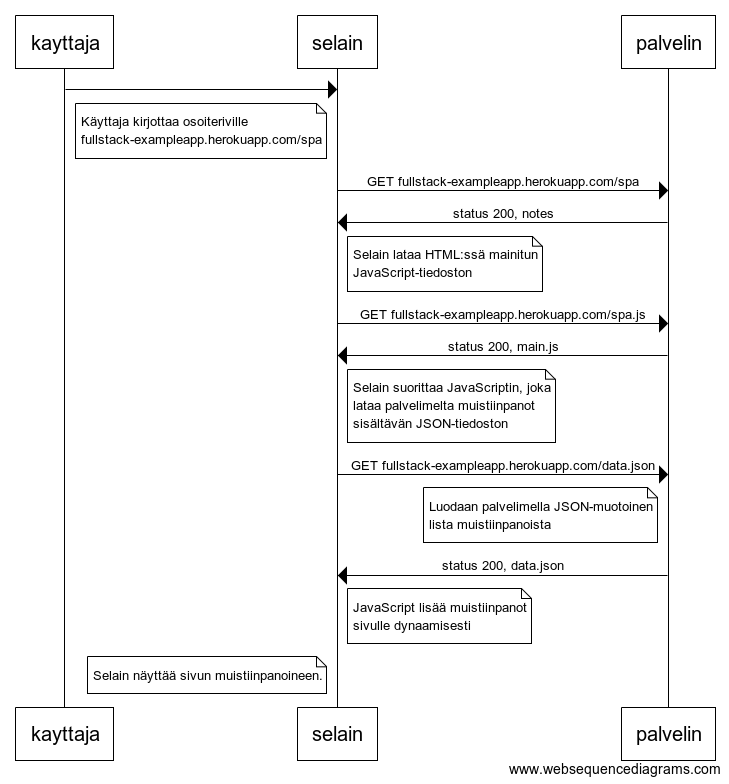 kayttaja
selain
palvelin
Käyttaja kirjottaa osoiteriville
fullstack-exampleapp.herokuapp.com/spa
GET fullstack-exampleapp.herokuapp.com/spa
status 200, notes
Selain lataa HTML:ssä mainitun
JavaScript-tiedoston
GET fullstack-exampleapp.herokuapp.com/spa.js
status 200, main.js
Selain suorittaa JavaScriptin, joka
lataa palvelimelta muistiinpanot
sisältävän JSON-tiedoston
GET fullstack-exampleapp.herokuapp.com/data.json
Luodaan palvelimella JSON-muotoinen
lista muistiinpanoista
status 200, data.json
JavaScript lisää muistiinpanot
sivulle dynaamisesti
Selain näyttää sivun muistiinpanoineen.
kayttaja
selain
palvelin
www.websequencediagrams.com